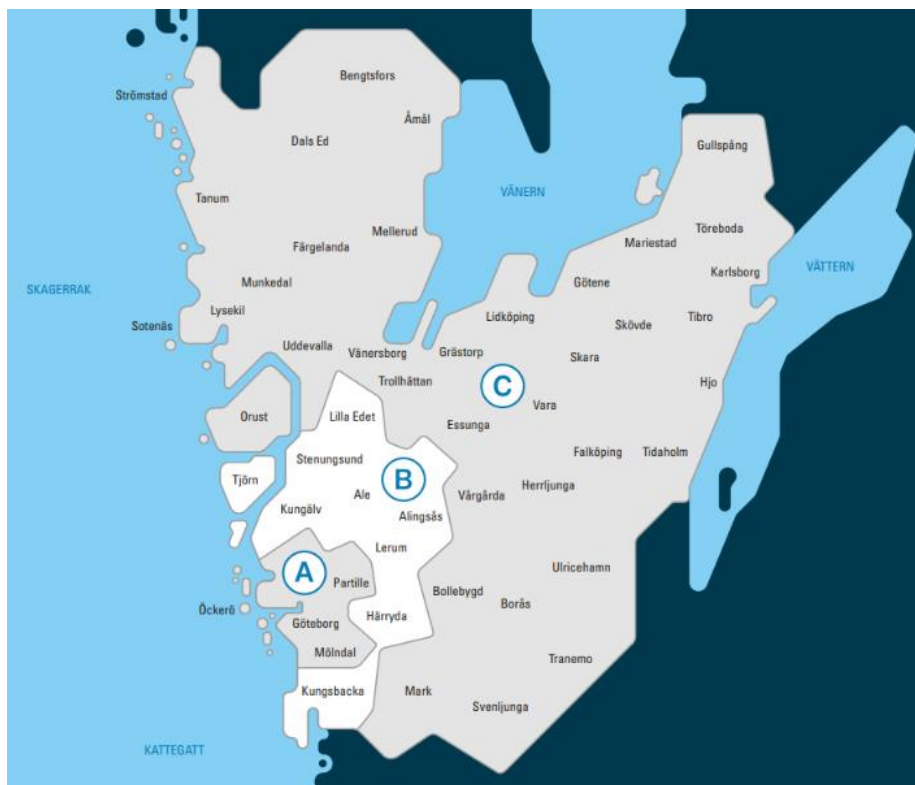 Bengtsfors
Strömstad
Åmål
Dals Ed
Gullspång
VÄNERN
Tanum
Mellerud
Töreboda
Mariestad
Färgelanda
VÄTTERN
Karlsborg
Munkedal
Götene
SKAGERRAK
Lysekil
Lidköping
Tibro
Skövde
Sotenäs
Uddevalla
Vänersborg
Grästorp
Skara
Trollhättan
C
Hjo
Vara
Orust
Lilla Edet
Essunga
Falköping
Tidaholm
Stenungsund
Tjörn
B
Herrljunga
Ale
Vårgårda
Kungälv
Alingsås
Lerum
Ulricehamn
A
Partille
Bollebygd
Borås
Öckerö
Härryda
Göteborg
Mölndal
Tranemo
Kungsbacka
Mark
Svenljunga
KATTEGATT